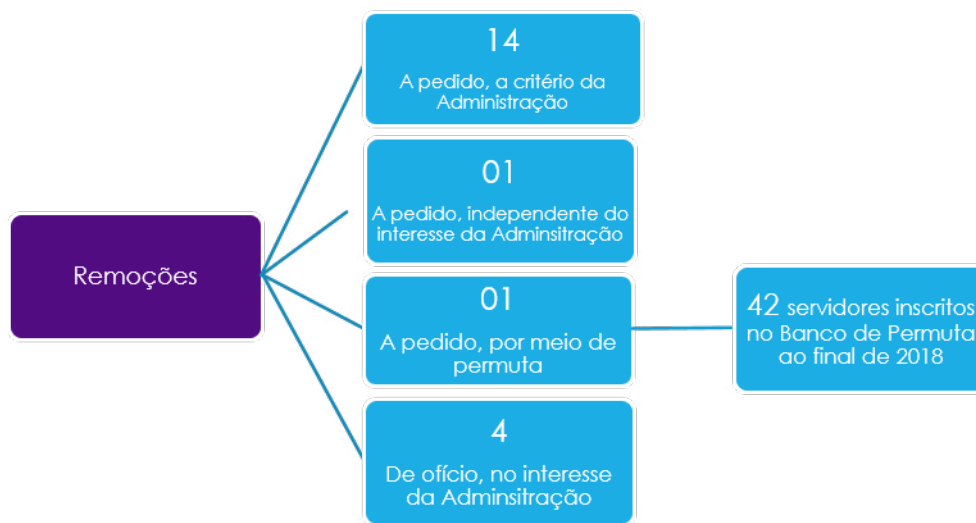 Remoções
14
A pedido, a critério da
Administração
01
A pedido, independente do
interesse da Adminsitração
01
A pedido, por meio de
permuta
4
De ofício, no interesse
da Adminsitração
42 servidores inscritos
no Banco de Permuta
ao final de 2018